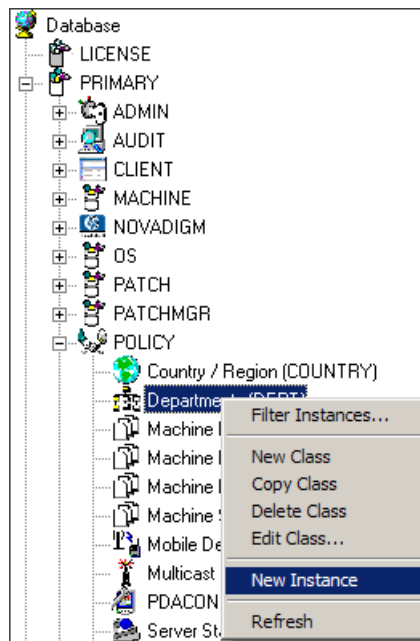 Database
LICENSE
PRIMARY
ADMIN
AUDIT
CLIENT
MACHINE
NOVADIGM
OS
PATCH
PATCHMGR
POLICY
Country / Region (COUNTRY)
Departments (DEPT)
Machine
Machine
Machine
Machine
Mobile De
Multicast
PDACON
Server St
Filter Instances...
New Class
Copy Class
Delete Class
Edit Class...
New Instance
Refresh